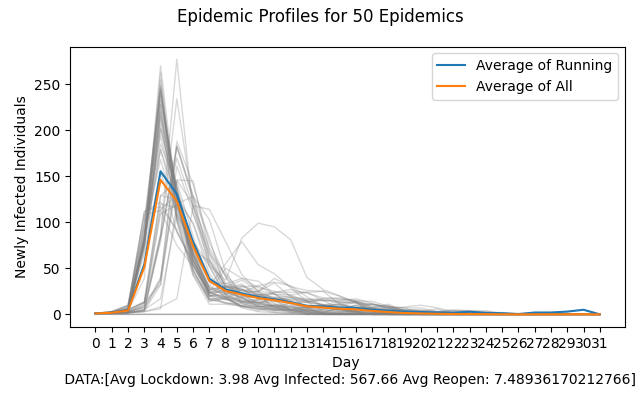 Epidemic Profiles for 50 Epidemics
Average of Running
Average of All
250
200
150
100
50
0
Newly Infected Individuals
0 1 2 3 4 5 6 7 8 9 10 11 12 13 14 15 16 17 18 19 20 21 22 23 24 25 26 27 28 29 30 31
Day
DATA:[Avg Lockdown: 3.98 Avg Infected: 567.66 Avg Reopen: 7.48936170212766]